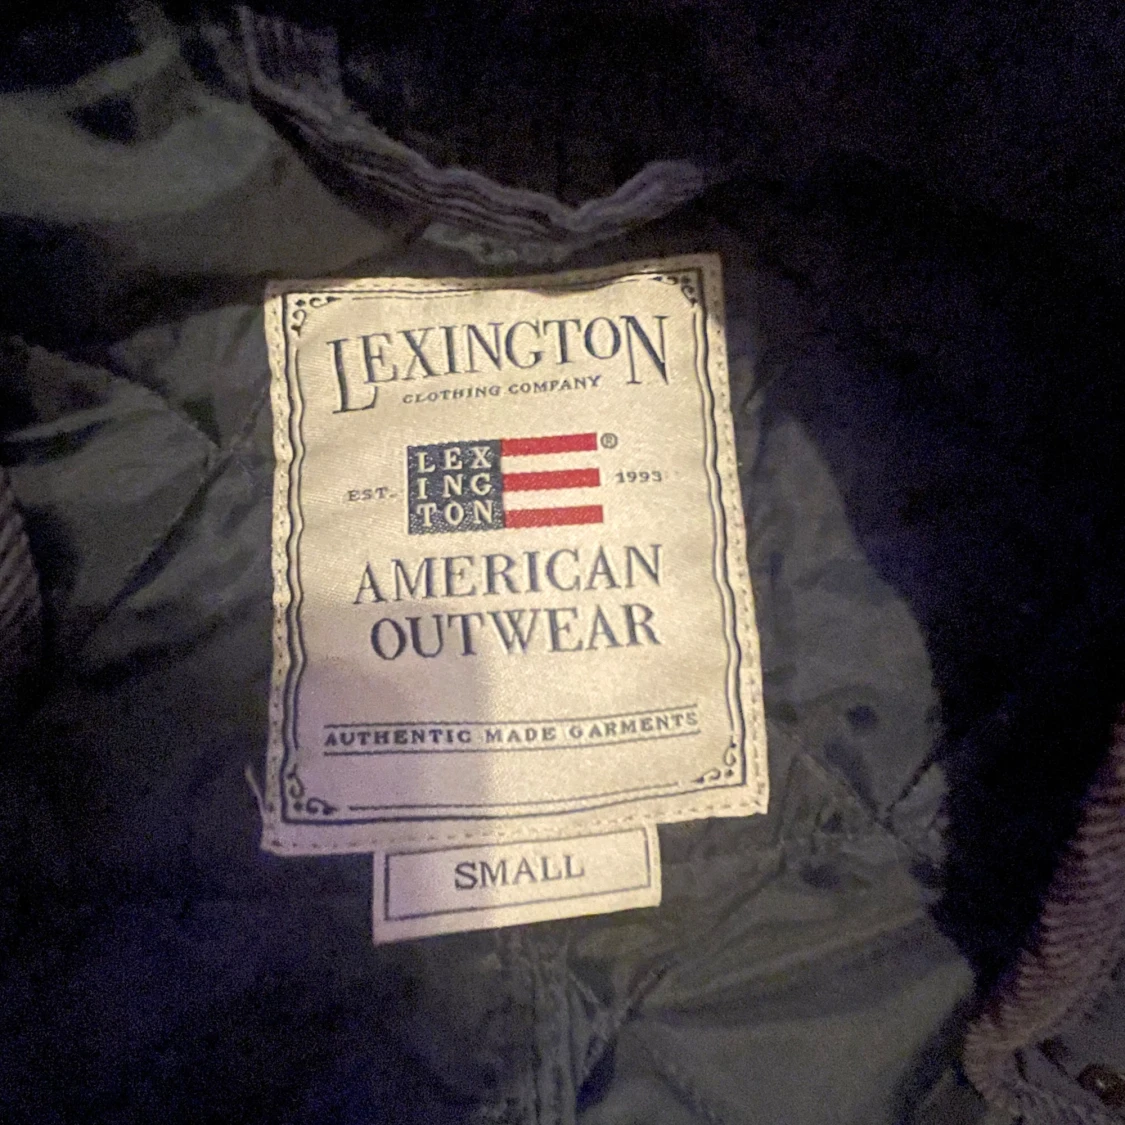 LEXINGTON
CLOTHING COMPANY
LEX
ING
TON
®
EST. 1993
AMERICAN
OUTWEAR
AUTHENTIC MADE GARMENTS
SMALL